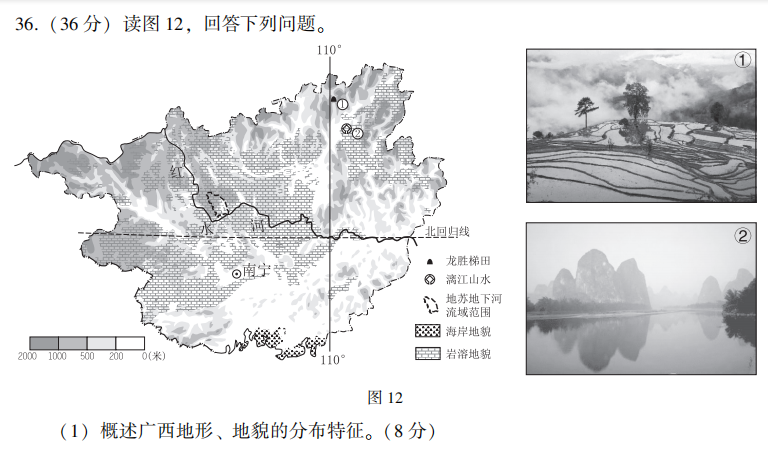 36.(36分) 读图12，回答下列问题。
110°
①
①
②
红
水
河
北回归线
南宁
龙胜梯田
漓江山水
地苏地下河
流域范围
海岸地貌
岩溶地貌
2000 1000 500 200 0(米)
110°
②
图12
(1) 概述广西地形、地貌的分布特征。(8分)